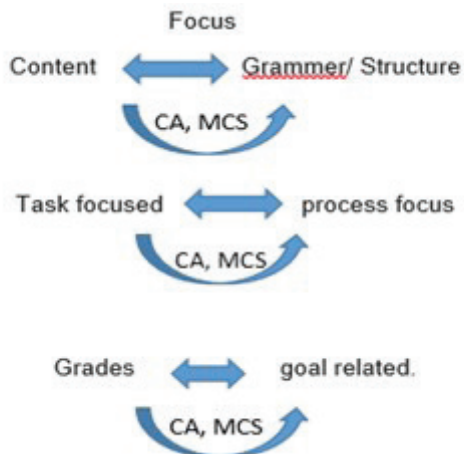 Focus
Content Grammer/ Structure
CA, MCS
Task focused process focus
CA, MCS
Grades goal related.
CA, MCS